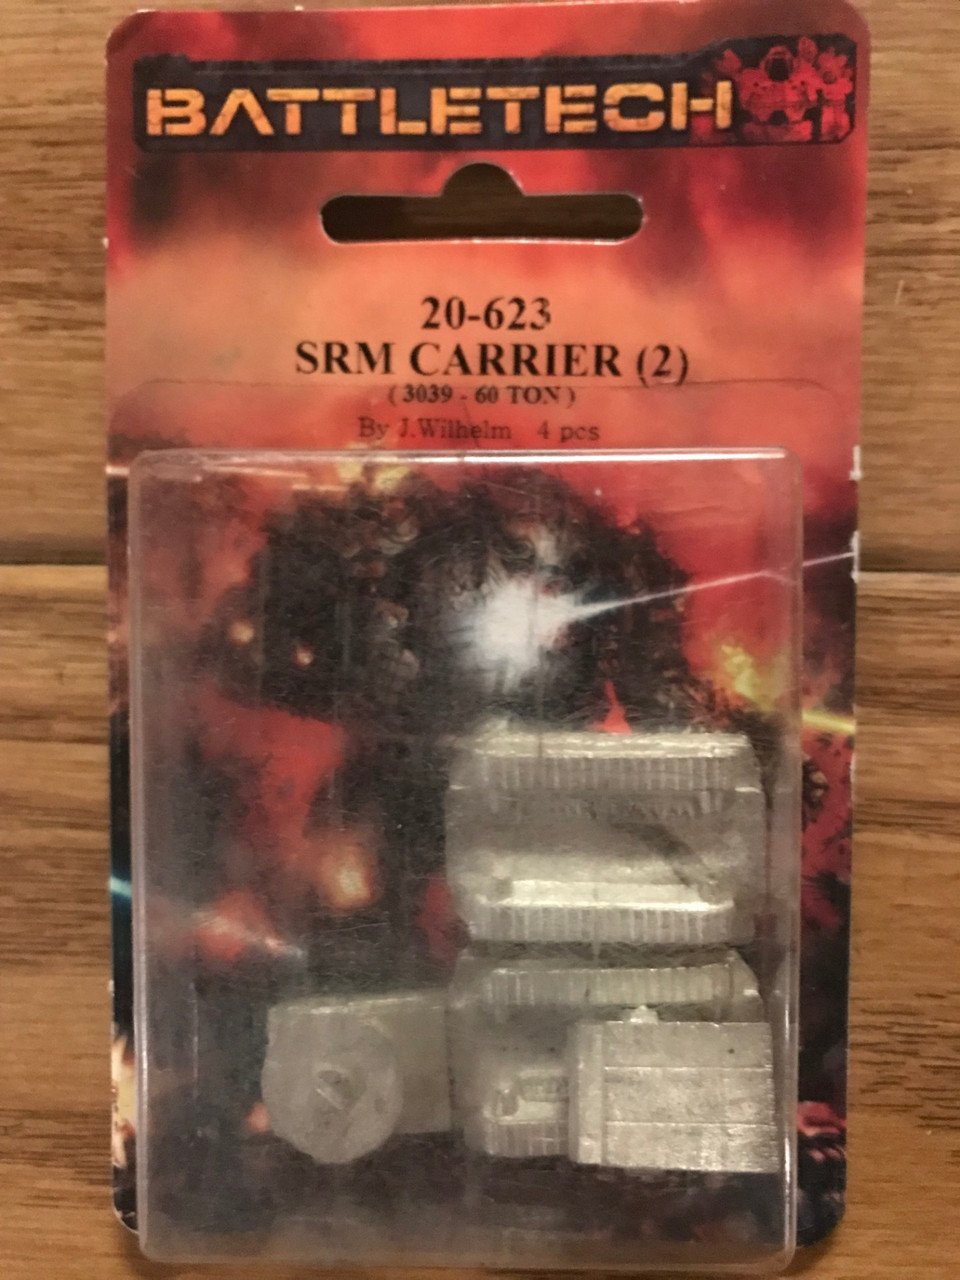 BATTLETECH
20-623
SRM CARRIER (2)
( 3039 - 60 TON )
By J.Wilhelm 4 pcs